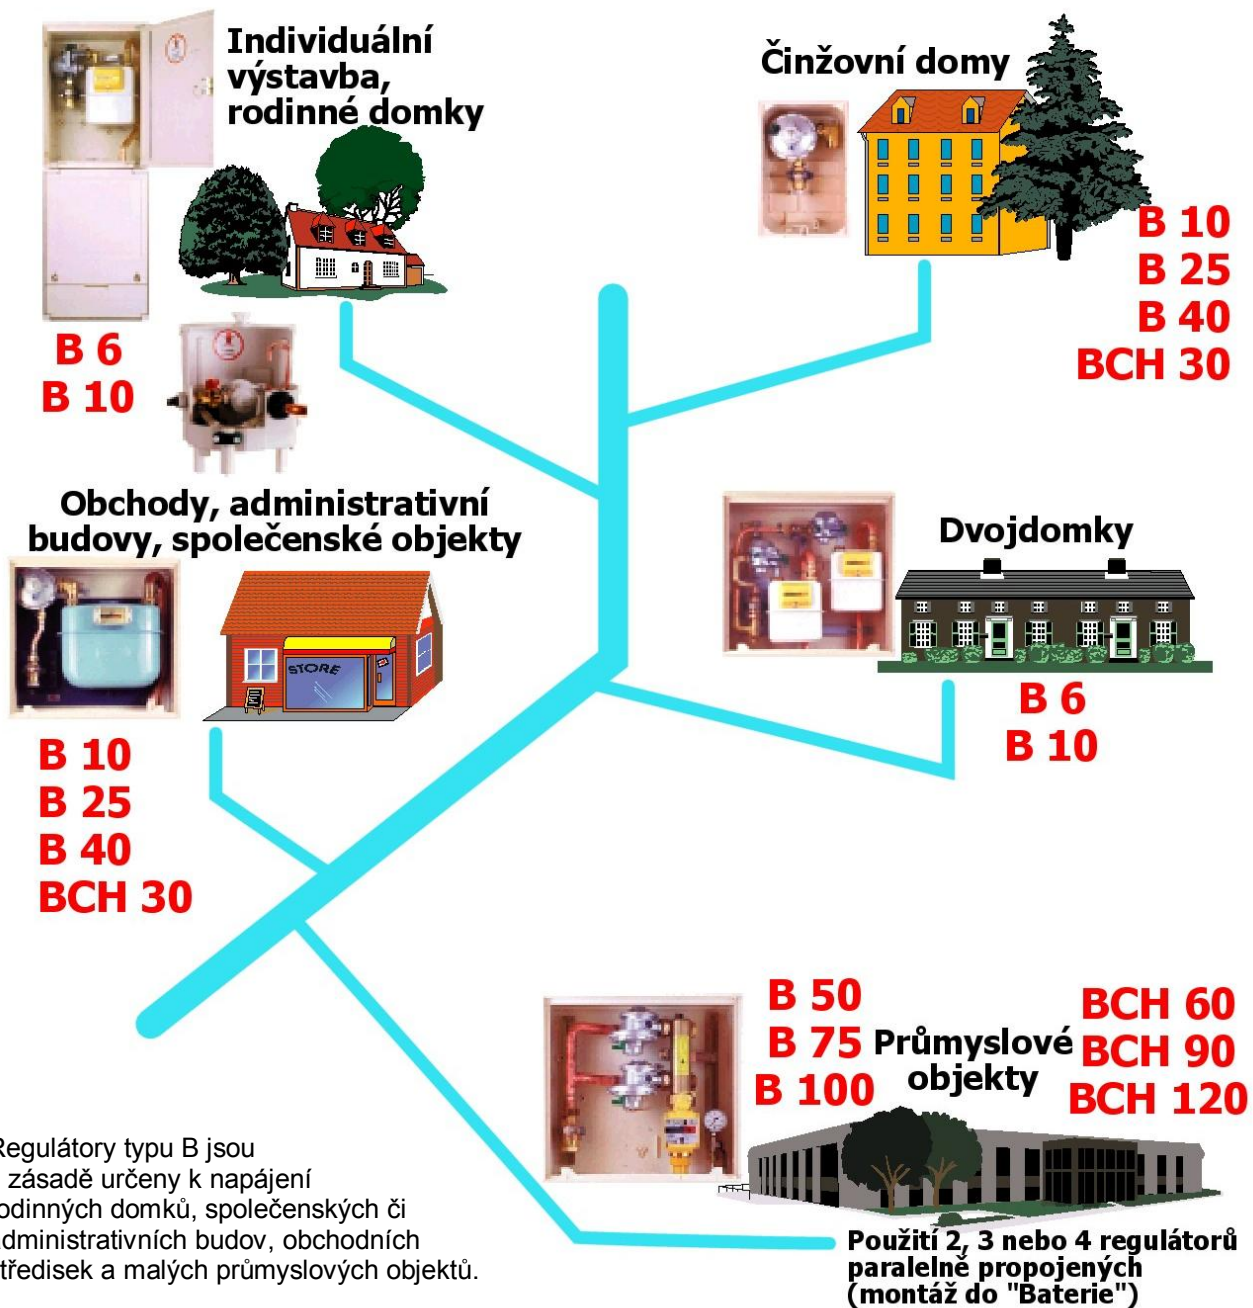 Individuální
výstavba,
rodinné domky
B 6
B 10
Činžovní domy
B 10
B 25
B 40
BCH 30
Obchody, administrativní
budovy, společenské objekty
STORE
B 10
B 25
B 40
BCH 30
Dvojdomky
B 6
B 10
B 50
B 75
B 100
Průmyslové
objekty
BCH 60
BCH 90
BCH 120
Použití 2, 3 nebo 4 regulátorů
paralelně propojených
(montáž do "Baterie")
Regulátory typu B jsou
zásadě určeny k napájení
odinných domků, společenských či
dministrativních budov, obchodních
tředisek a malých průmyslových objektů.